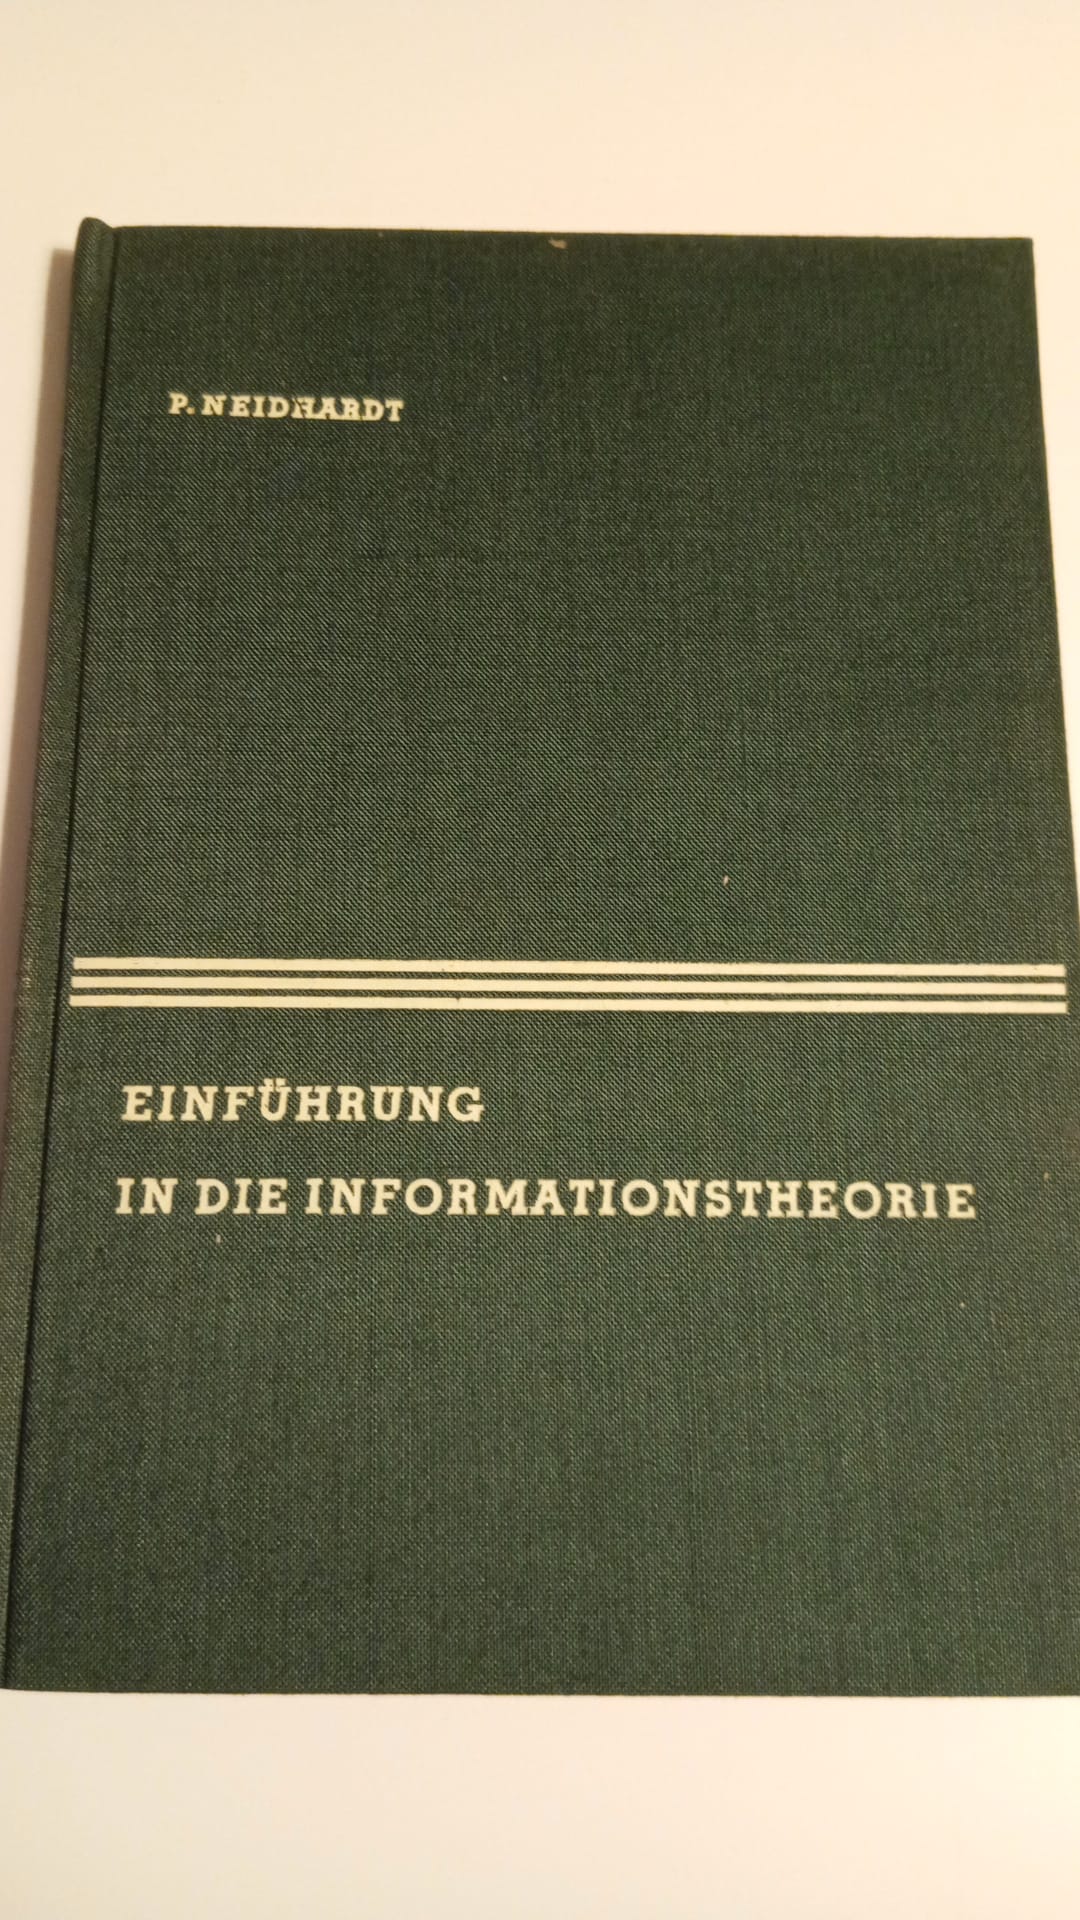 P. NEIDHARDT
EINFÜHRUNG
IN DIE INFORMATIONSTHEORIE